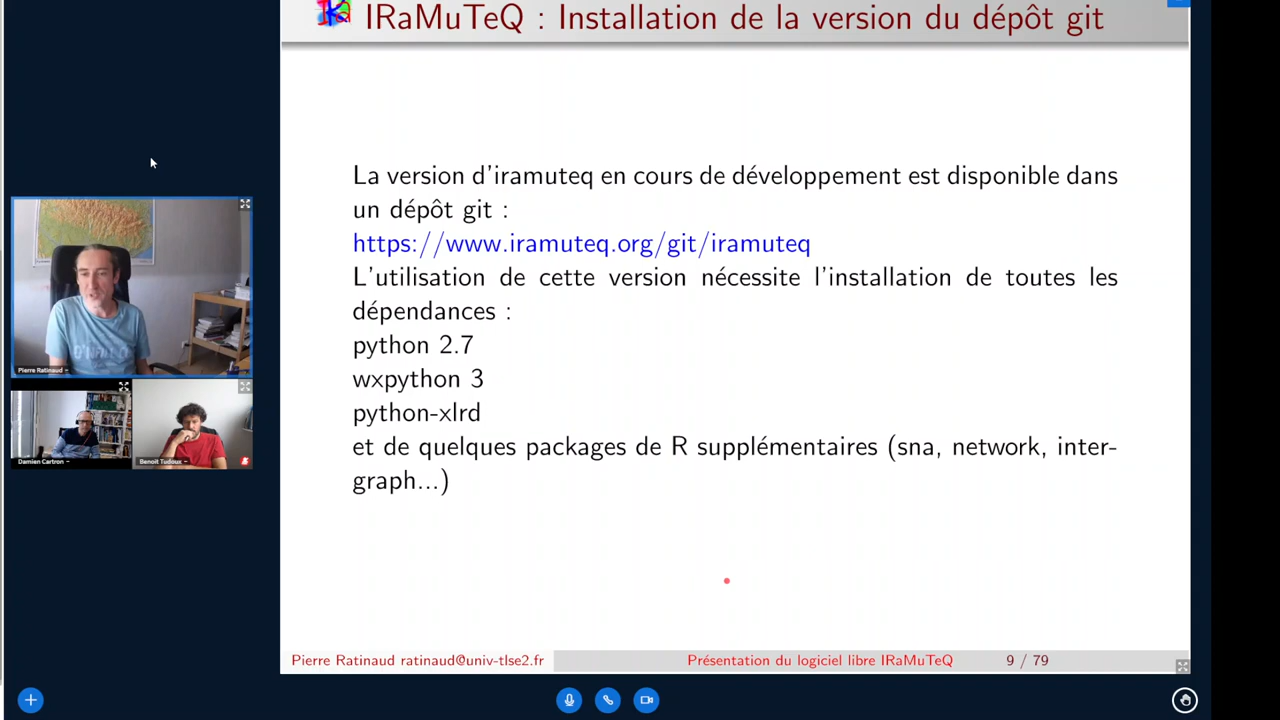 IRaMuTeQ : Installation de la version du dépôt git
La version d'iramuteq en cours de développement est disponible dans
un dépôt git :
https://www.iramuteq.org/git/iramuteq
L'utilisation de cette version nécessite l'installation de toutes les
dépendances :
python 2.7
wxpython 3
python-xlrd
et de quelques packages de R supplémentaires (sna, network, inter-
graph...)
Pierre Ratinaud
Damien Cartron
Benoit Tudoux
Pierre Ratinaud ratinaud@univ-tlse2.fr
Présentation du logiciel libre IRaMuTeQ
9 / 79